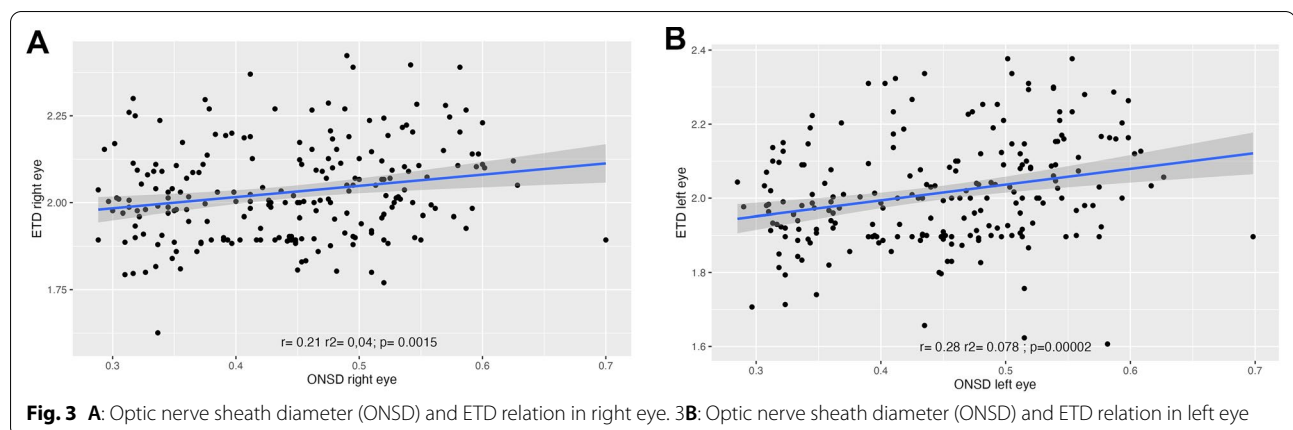 A
2.25
2.00
1.75
ETD right eye
r= 0.21 r2= 0,04; p= 0.0015
0.3 0.4 0.5 0.6 0.7
ONSD right eye
B
2.4
2.2
2.0
1.8
1.6
ETD left eye
r= 0.28 r2= 0.078 ; p=0.00002
0.3 0.4 0.5 0.6 0.7
ONSD left eye
Fig. 3 A: Optic nerve sheath diameter (ONSD) and ETD relation in right eye. 3B: Optic nerve sheath diameter (ONSD) and ETD relation in left eye